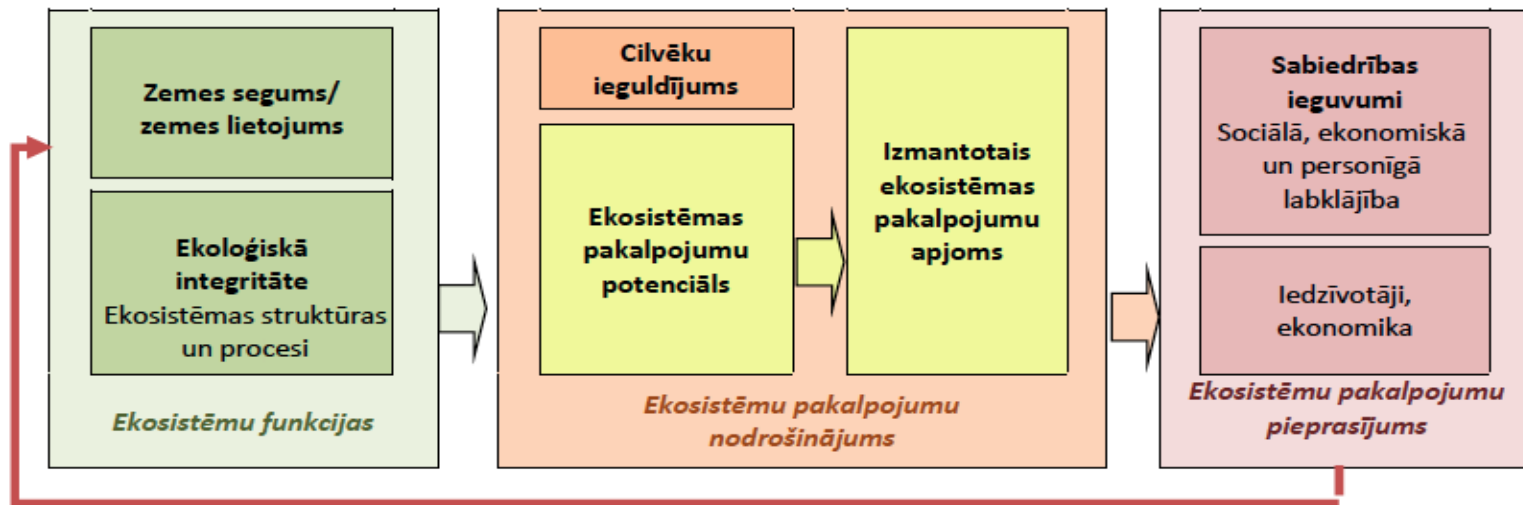 Zemes segums/
zemes lietojums
Ekoloģiskā
integritāte
Ekosistēmas struktūras
un procesi
Ekosistēmu funkcijas
Cilvēku
ieguldījums
Ekosistēmas
pakalpojumu
potenciāls
Izmantotais
ekosistēmas
pakalpojumu
apjoms
Ekosistēmu pakalpojumu
nodrošinājums
Sabiedrības
ieguvumi
Sociālā, ekonomiskā
un personīgā
labklājība
Iedzīvotāji,
ekonomika
Ekosistēmu pakalpojumu
pieprasījums